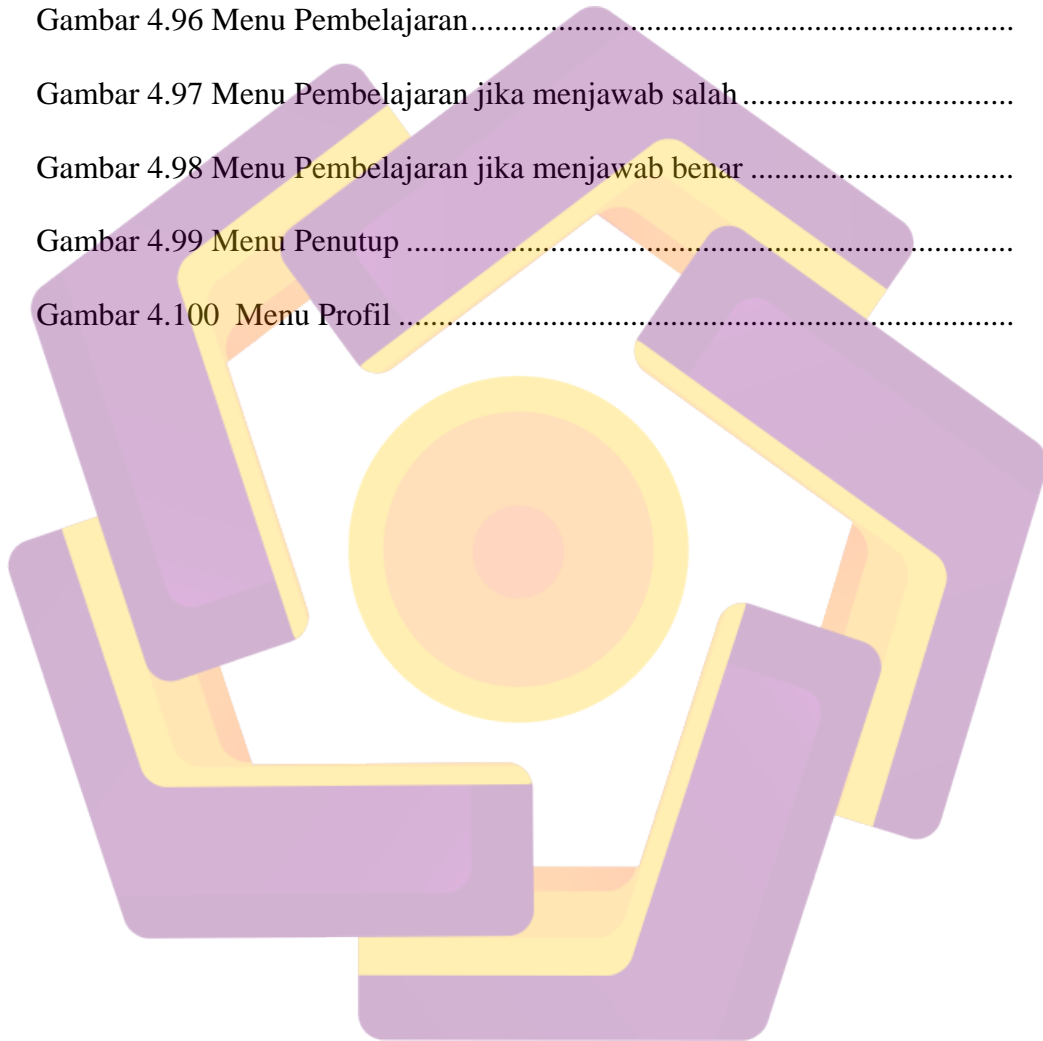 Gambar 4.96 Menu Pembelajaran....................................................................
Gambar 4.97 Menu Pembelajaran jika menjawab salah..................................
Gambar 4.98 Menu Pembelajaran jika menjawab benar .................................
Gambar 4.99 Menu Penutup ............................................................................
Gambar 4.100  Menu Profil .............................................................................